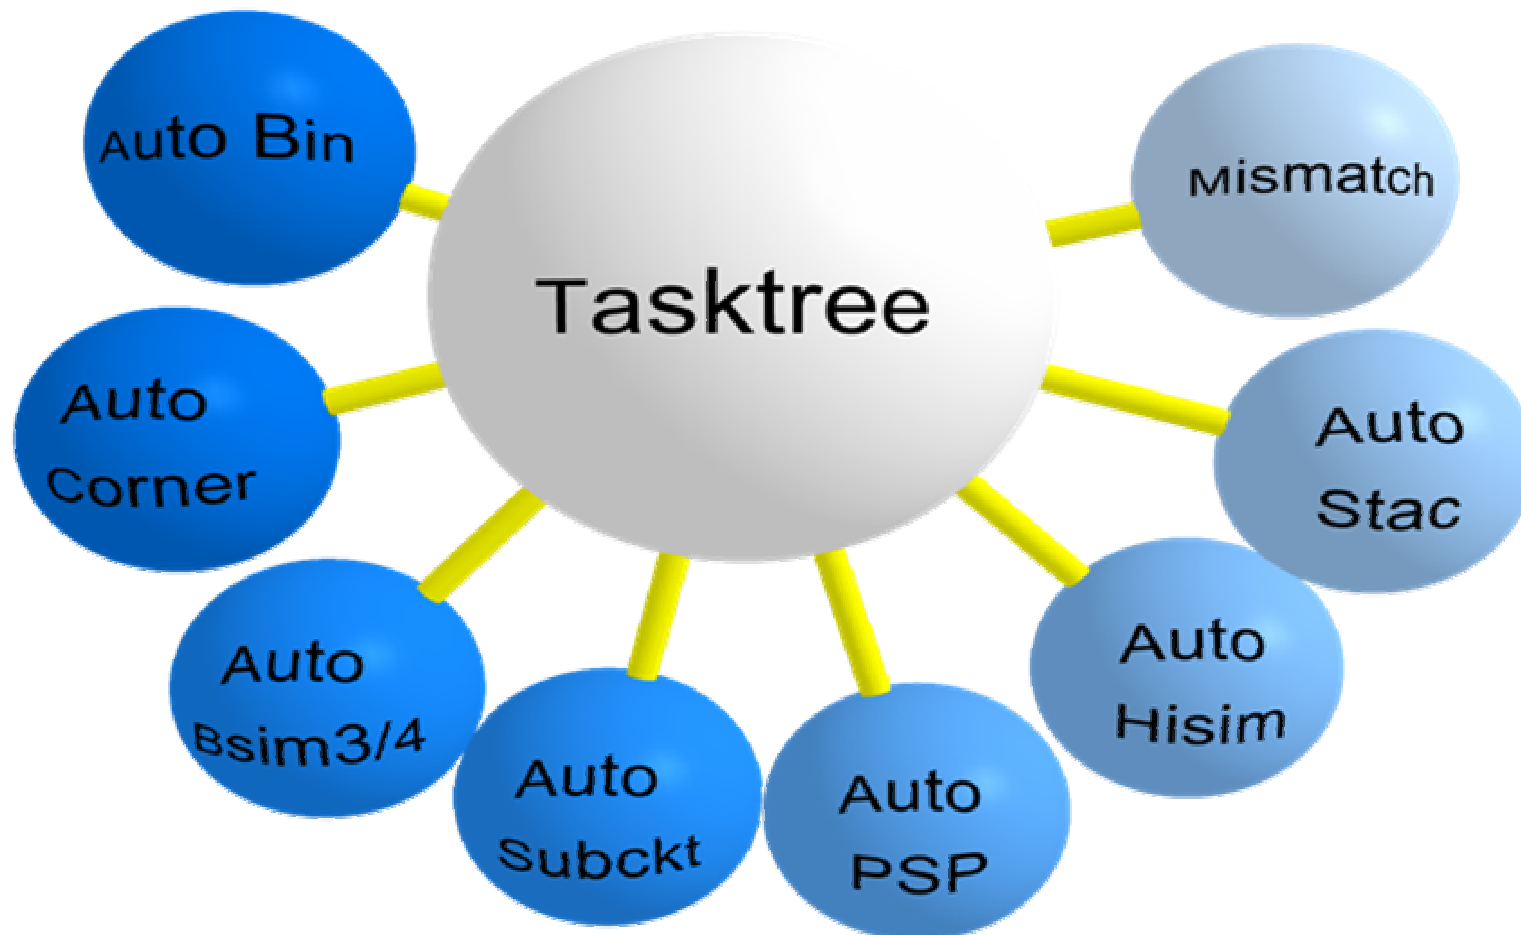 Auto Bin
Tasktree
Mismatch
Auto
Corner
Auto
Stac
Auto
Bsim3/4
Auto
Hisim
Auto
Subckt
Auto
PSP